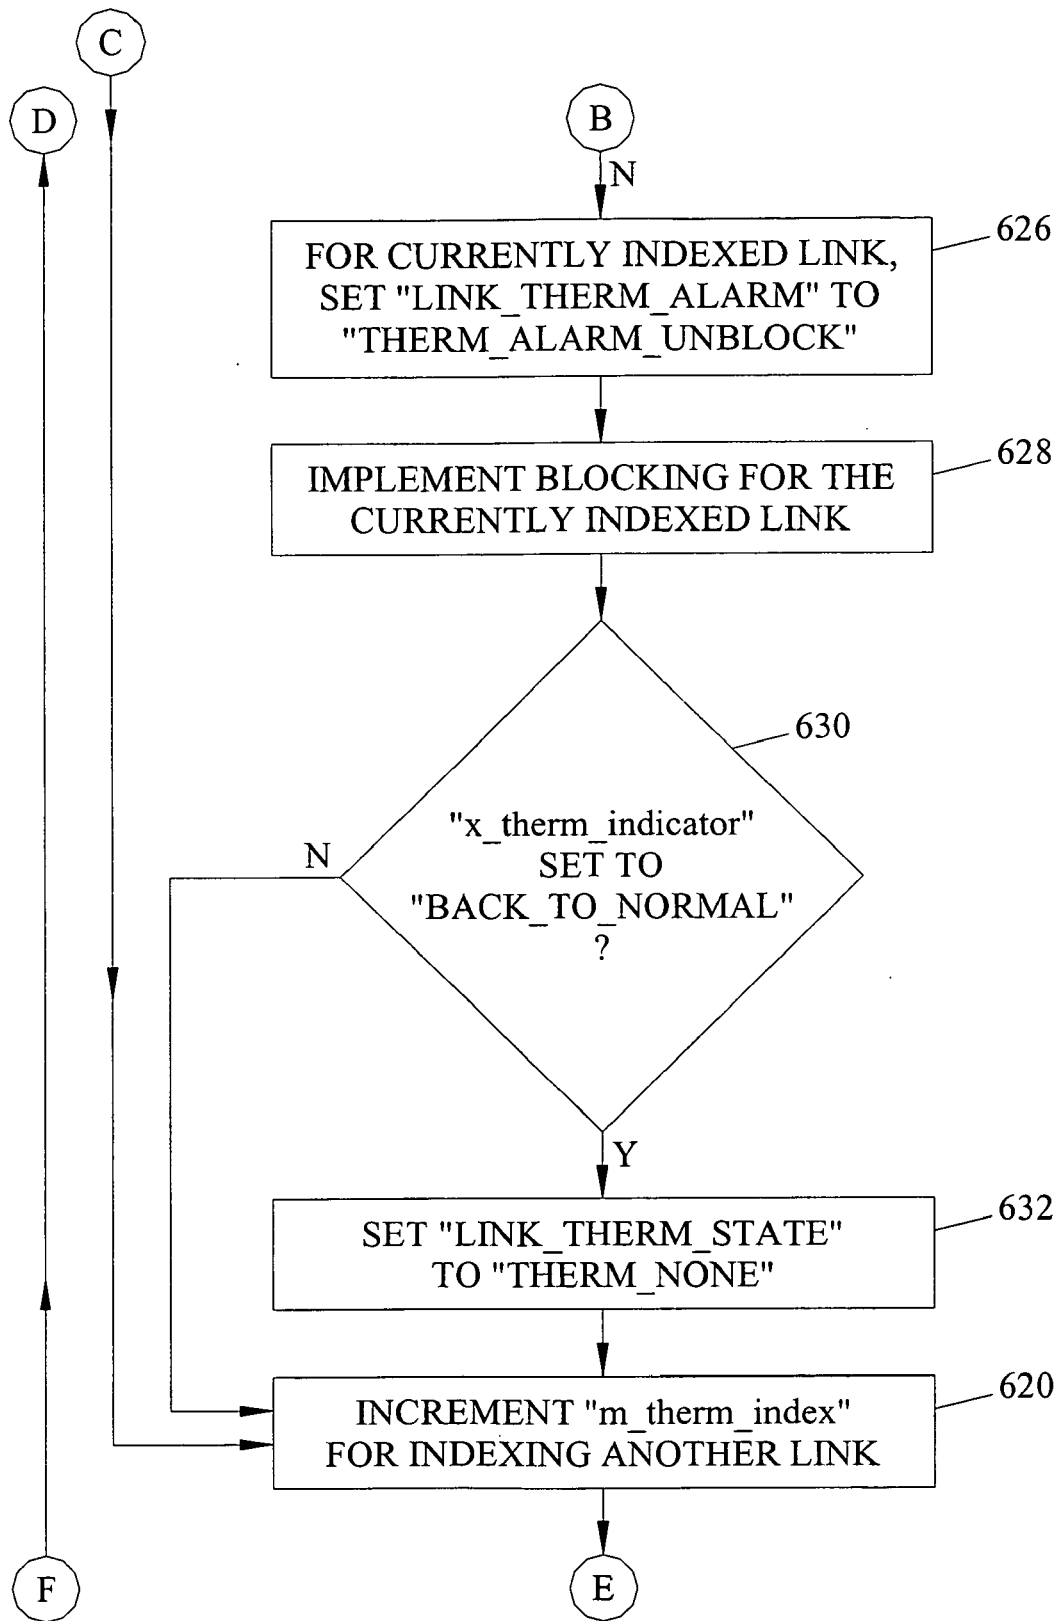 C
D
B
N
626
FOR CURRENTLY INDEXED LINK,
SET "LINK_THERM_ALARM" TO
"THERM_ALARM_UNBLOCK"
628
IMPLEMENT BLOCKING FOR THE
CURRENTLY INDEXED LINK
630
"x_therm_indicator"
SET TO
"BACK_TO_NORMAL"
?
N
Y
632
SET "LINK_THERM_STATE"
TO "THERM_NONE"
620
INCREMENT "m_therm_index"
FOR INDEXING ANOTHER LINK
F
E